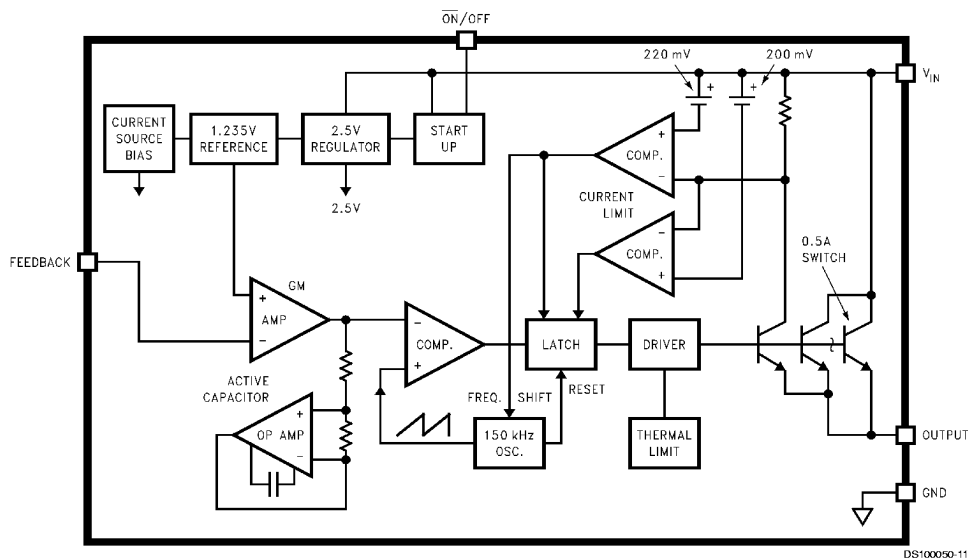 O̅N̅/OFF
220 mV
200 mV
+
+
VIN
CURRENT
SOURCE
BIAS
1.235V
REFERENCE
2.5V
REGULATOR
START
UP
2.5V
+
COMP.
−
CURRENT
LIMIT
−
COMP.
+
0.5A
SWITCH
FEEDBACK
GM
+
AMP
−
−
COMP.
+
LATCH
DRIVER
ACTIVE
CAPACITOR
FREQ. SHIFT
RESET
+
OP AMP
−
150 kHz
OSC.
THERMAL
LIMIT
OUTPUT
GND
DS100050-11